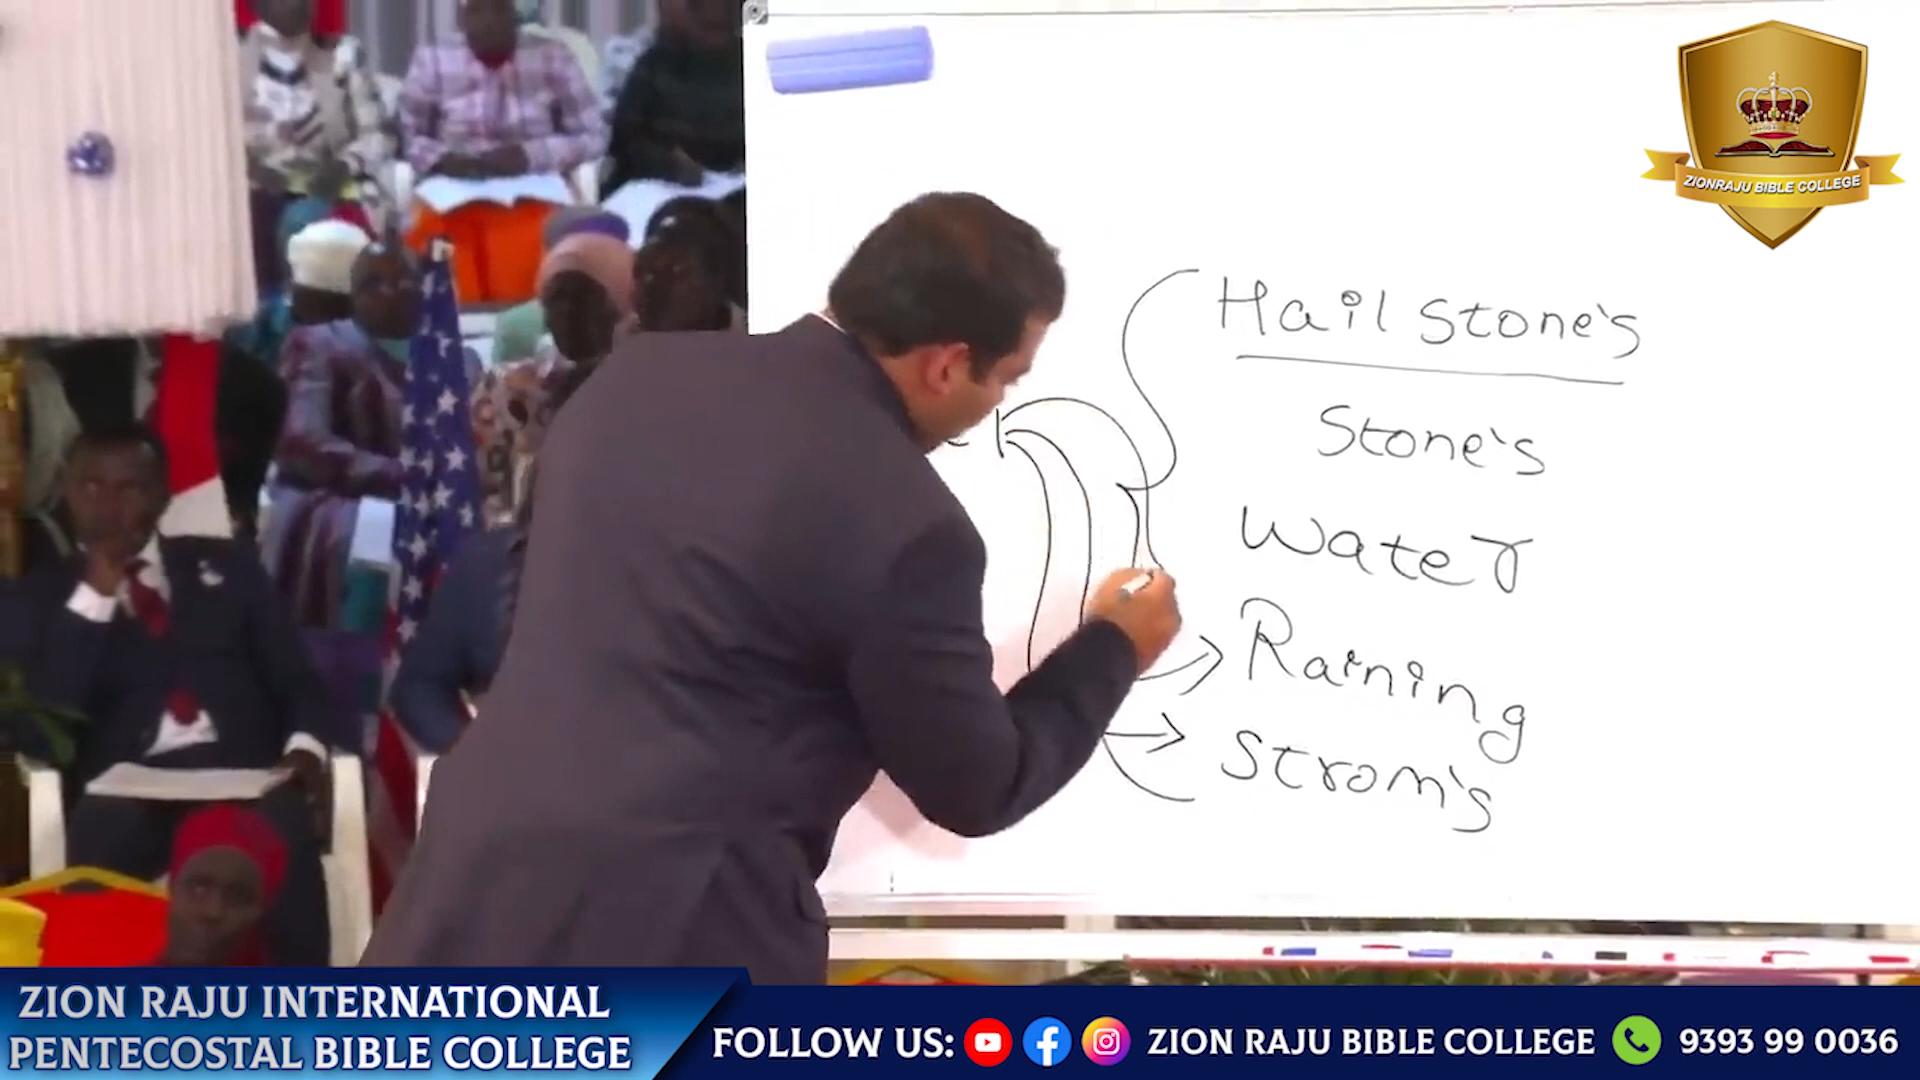 ZIONRAJU BIBLE COLLEGE
Hail Stone's
Stone's
Water
Raining
Strom's
ZION RAJU INTERNATIONAL
PENTECOSTAL BIBLE COLLEGE
FOLLOW US: ZION RAJU BIBLE COLLEGE 9393 99 0036